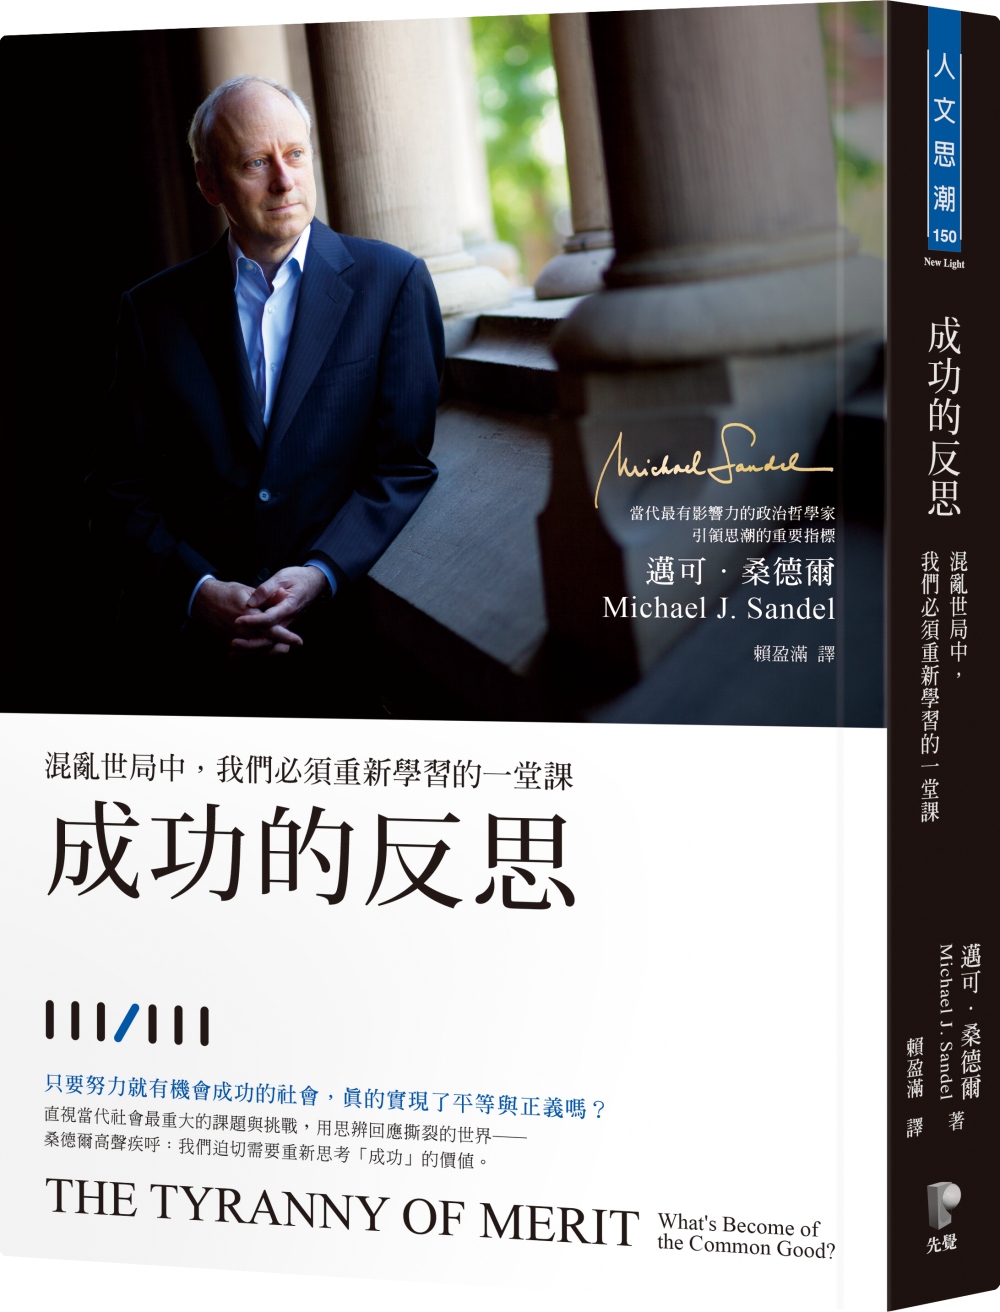 Michael Sandel
當代最有影響力的政治哲學家
引領思潮的重要指標
邁可．桑德爾
Michael J. Sandel
賴盈滿 譯
混亂世局中，我們必須重新學習的一堂課
成功的反思
只要努力就有機會成功的社會，真的實現了平等與正義嗎？
直視當代社會最重大的課題與挑戰，用思辨回應撕裂的世界——
桑德爾高聲疾呼：我們迫切需要重新思考「成功」的價值。
THE TYRANNY OF MERIT
What's Become of
the Common Good?
人文思潮
150
New Light
成功的反思
混亂世局中，
我們必須重新學習的一堂課
邁可．桑德爾
Michael J. Sandel 著
賴盈滿 譯
先覺